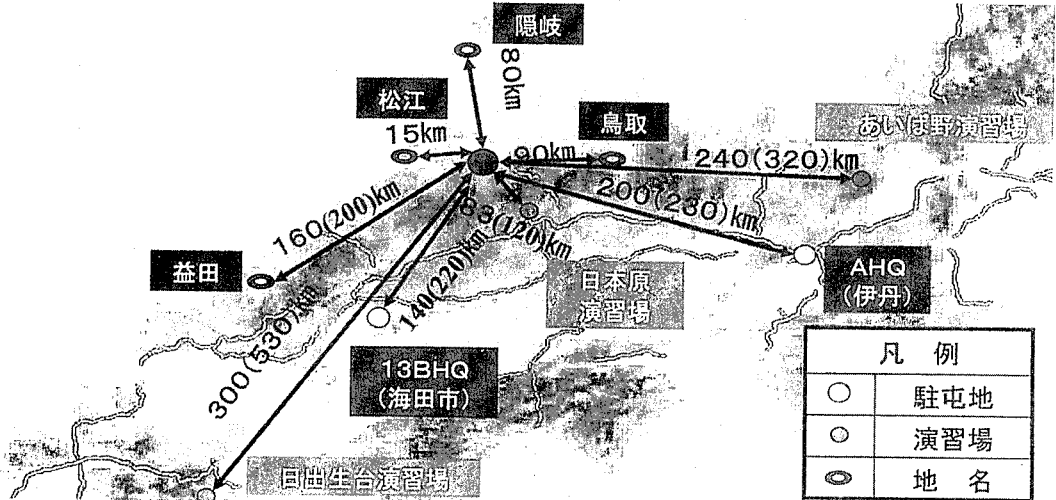 隠岐
80km
松江
15km
鳥取
90km
あいば野演習場
240(320)km
200(230)km
160(200)km
83(120)km
益田
140(220)km
日本原
演習場
AHQ
(伊丹)
300(530)km
13BHQ
(海田市)
日出生台演習場
凡 例
駐屯地
演習場
地 名